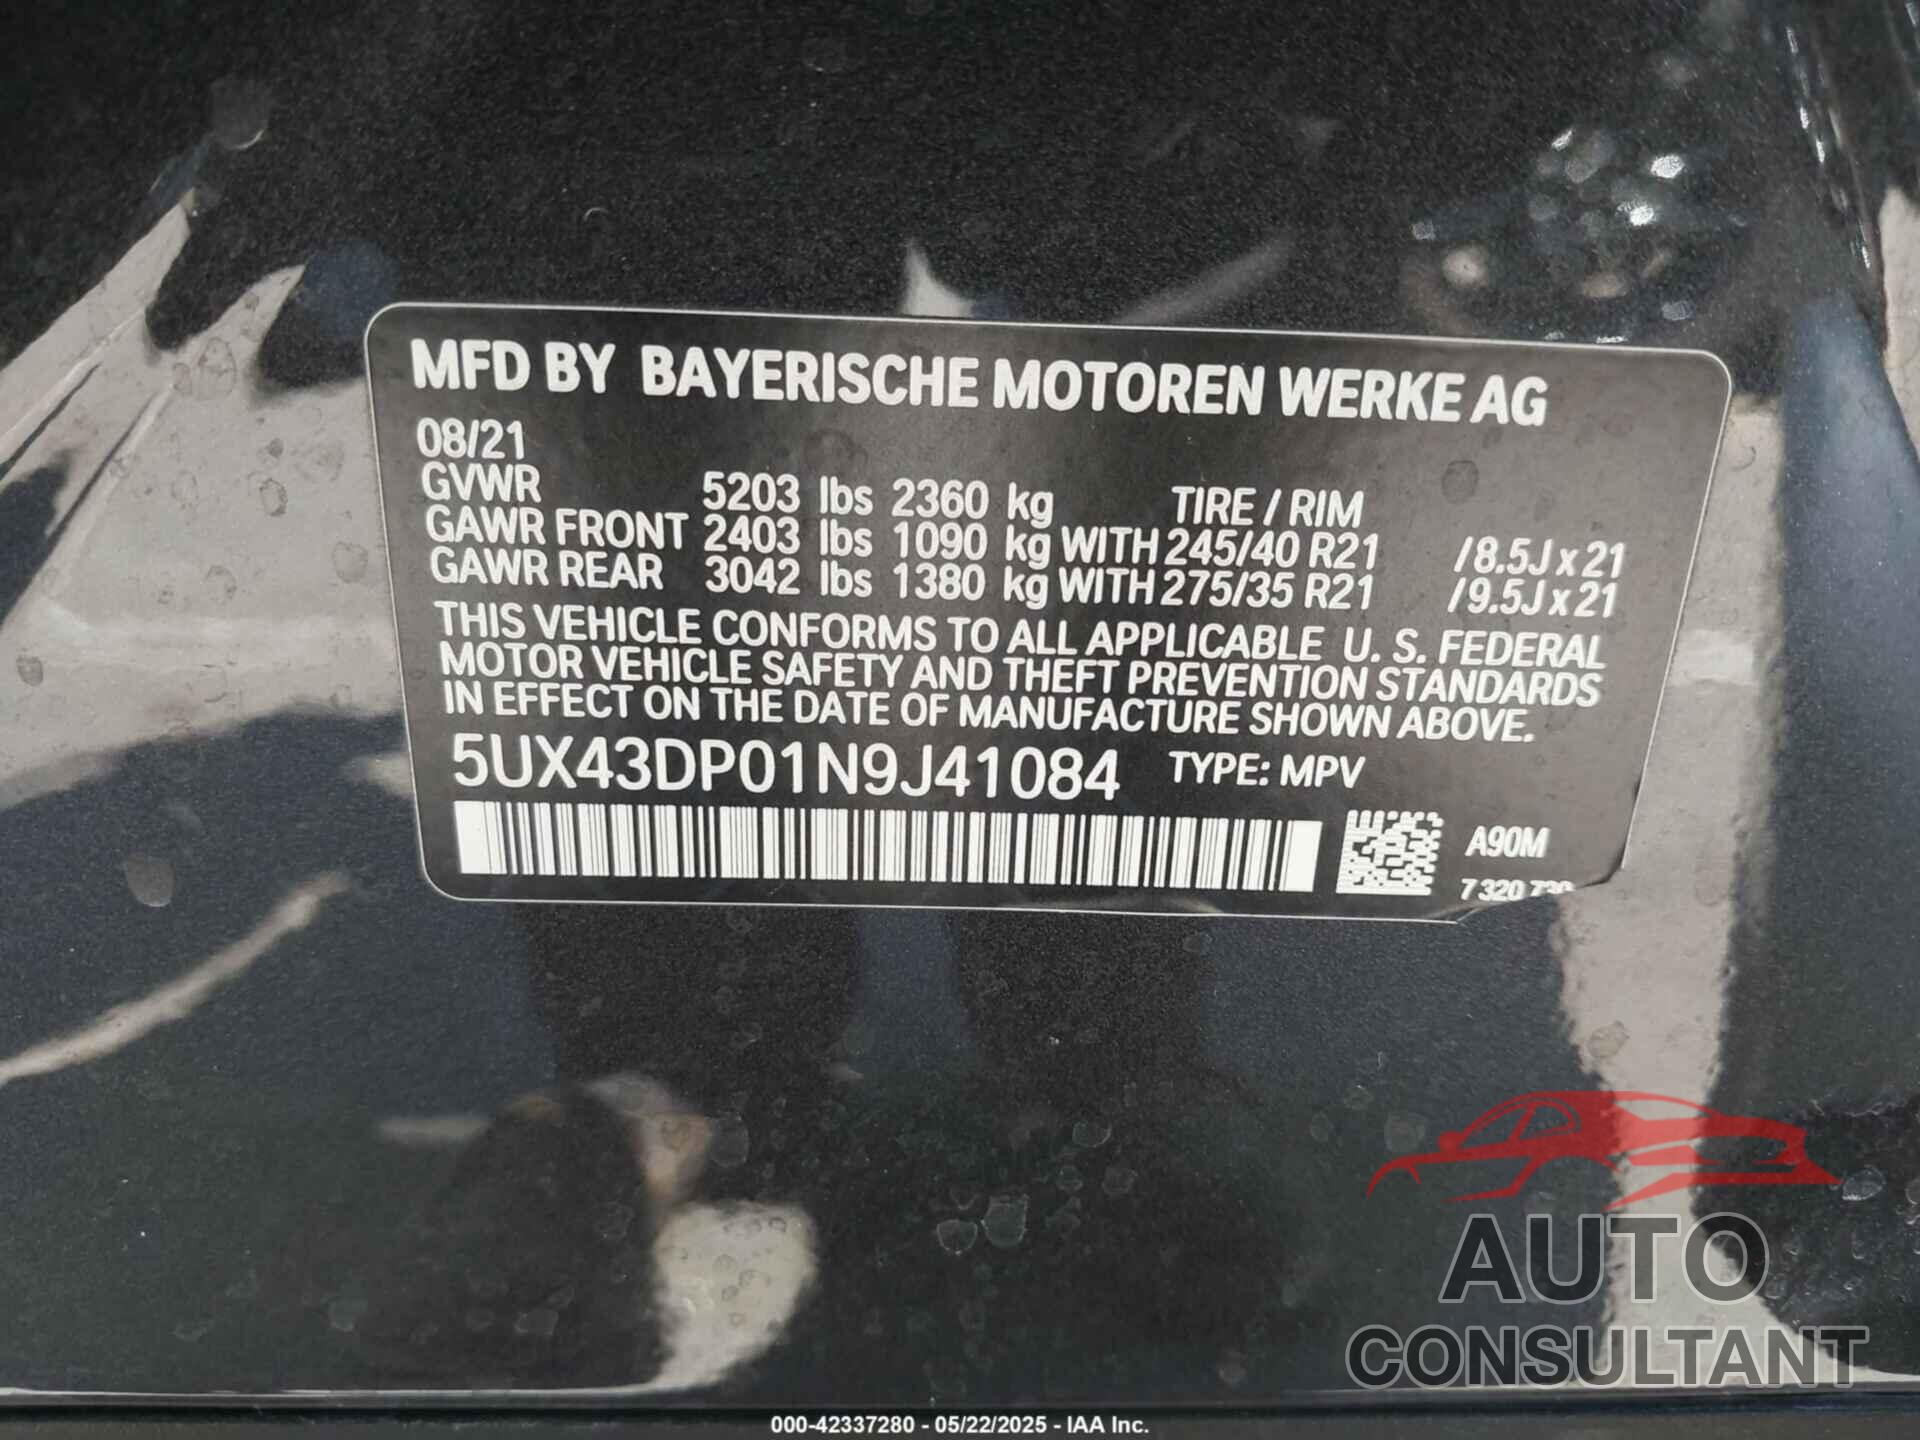 MFD BY BAYERISCHE MOTOREN WERKE AG
08/21
GVWR 5203 lbs 2360 kg TIRE / RIM
GAWR FRONT 2403 lbs 1090 kg WITH 245/40 R21 /8.5J x 21
GAWR REAR 3042 lbs 1380 kg WITH 275/35 R21 /9.5J x 21
THIS VEHICLE CONFORMS TO ALL APPLICABLE U. S. FEDERAL
MOTOR VEHICLE SAFETY AND THEFT PREVENTION STANDARDS
IN EFFECT ON THE DATE OF MANUFACTURE SHOWN ABOVE.
5UX43DP01N9J41084 TYPE: MPV
A90M
7 320
AUTO
CONSULTANT
000-42337280 - 05/22/2025 - IAA Inc.